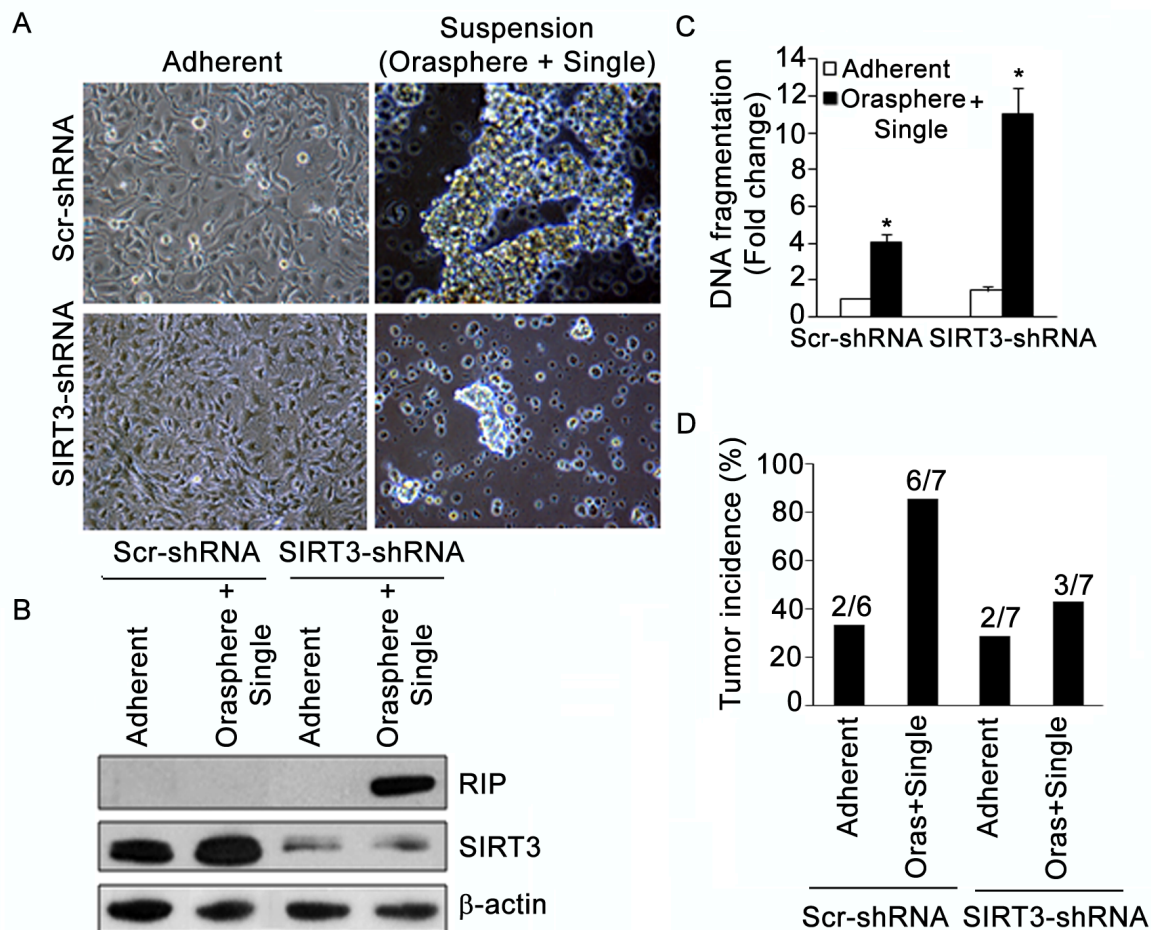 A
Adherent
Suspension
(Orasphere + Single)
Scr-shRNA
SIRT3-shRNA
B
Scr-shRNA
SIRT3-shRNA
Adherent
Orasphere +
Single
Adherent
Orasphere +
Single
RIP
SIRT3
β-actin
C
DNA fragmentation
(Fold change)
14
12
10
8
6
4
2
0
Adherent
Orasphere +
Single
*
*
Scr-shRNA
SIRT3-shRNA
D
Tumor incidence (%)
100
80
60
40
20
0
2/6
6/7
2/7
3/7
Adherent
Oras+Single
Adherent
Oras+Single
Scr-shRNA
SIRT3-shRNA